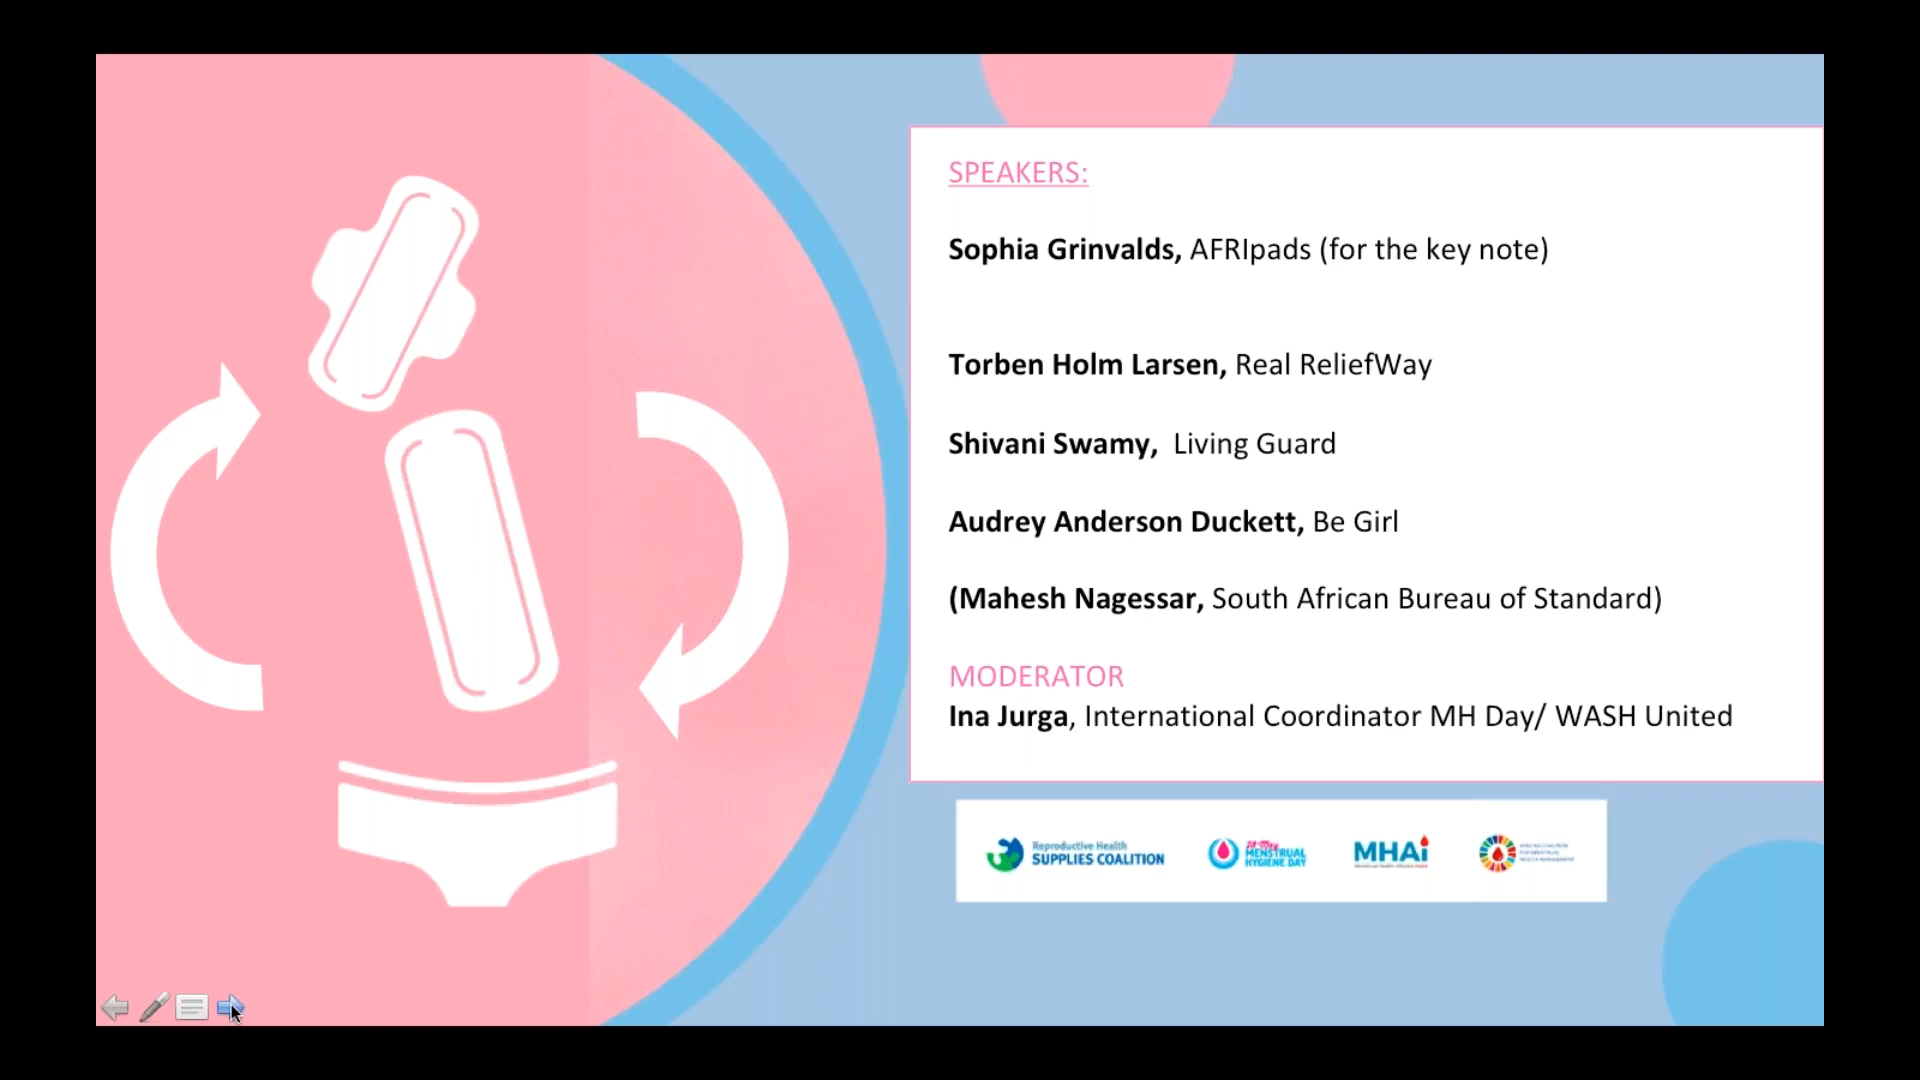 SPEAKERS:
Sophia Grinvalds, AFRIpads (for the key note)
Torben Holm Larsen, Real ReliefWay
Shivani Swamy, Living Guard
Audrey Anderson Duckett, Be Girl
(Mahesh Nagessar, South African Bureau of Standard)
MODERATOR
Ina Jurga, International Coordinator MH Day/ WASH United
Reproductive Health
SUPPLIES COALITION
28 May
MENSTRUAL
HYGIENE DAY
MHAi